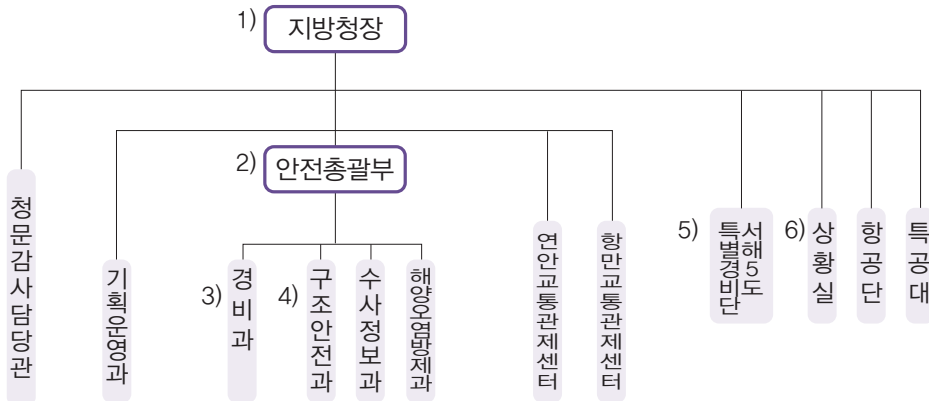 1) 지방청장
2) 안전총괄부
청문감사담당관
기획운영과
3) 경비과
4) 구조안전과
수사정보과
해양오염방제과
연안교통관제센터
항만교통관제센터
5) 서해5도
특별경비단
6) 상황실
항공단
특공대